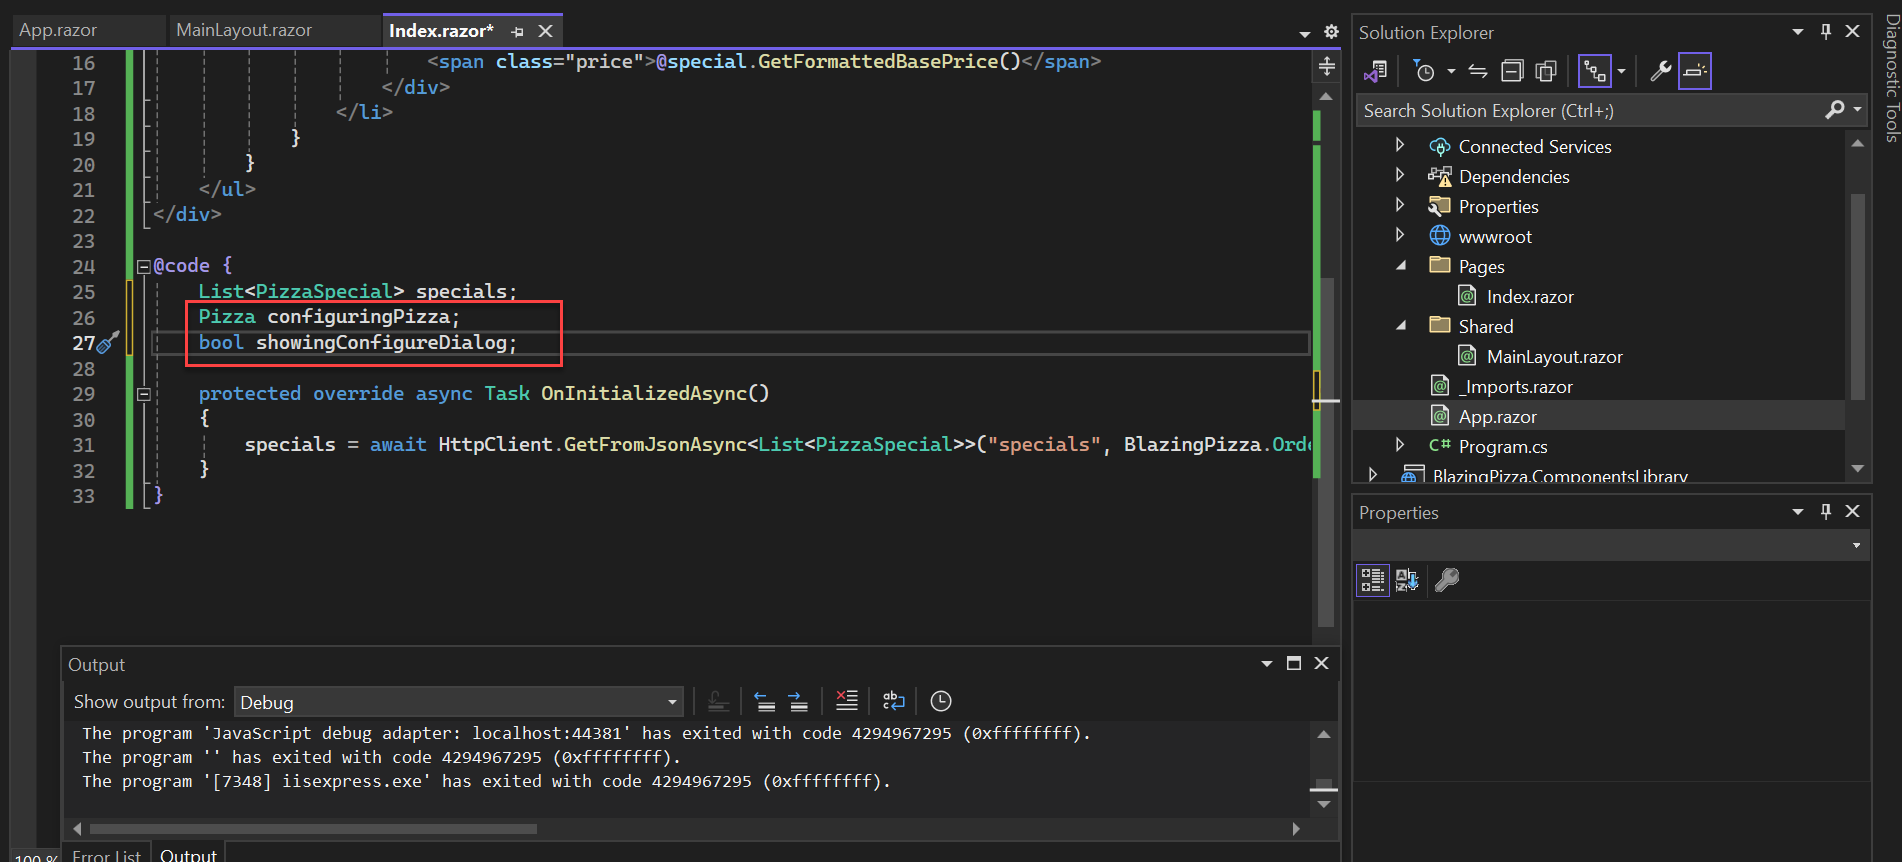 App.razor
MainLayout.razor
Index.razor*
16 <span class="price">@special.GetFormattedBasePrice()</span>
17 </div>
18 </li>
19 }
20 }
21 </ul>
22 </div>
23
24 @code {
25 List<PizzaSpecial> specials;
26 Pizza configuringPizza;
27 bool showingConfigureDialog;
28
29 protected override async Task OnInitializedAsync()
30 {
31 specials = await HttpClient.GetFromJsonAsync<List<PizzaSpecial>>("specials", BlazingPizza.Orde
32 }
33 }
Output
Show output from: Debug
The program 'JavaScript debug adapter: localhost:44381' has exited with code 4294967295 (0xffffffff).
The program '' has exited with code 4294967295 (0xffffffff).
The program '[7348] iisexpress.exe' has exited with code 4294967295 (0xffffffff).
100 %
Error List
Output
Solution Explorer
Search Solution Explorer (Ctrl+;)
Connected Services
Dependencies
Properties
wwwroot
Pages
Index.razor
Shared
MainLayout.razor
_Imports.razor
App.razor
C# Program.cs
BlazingPizza.ComponentsLibrary
Properties
Diagnostic Tools